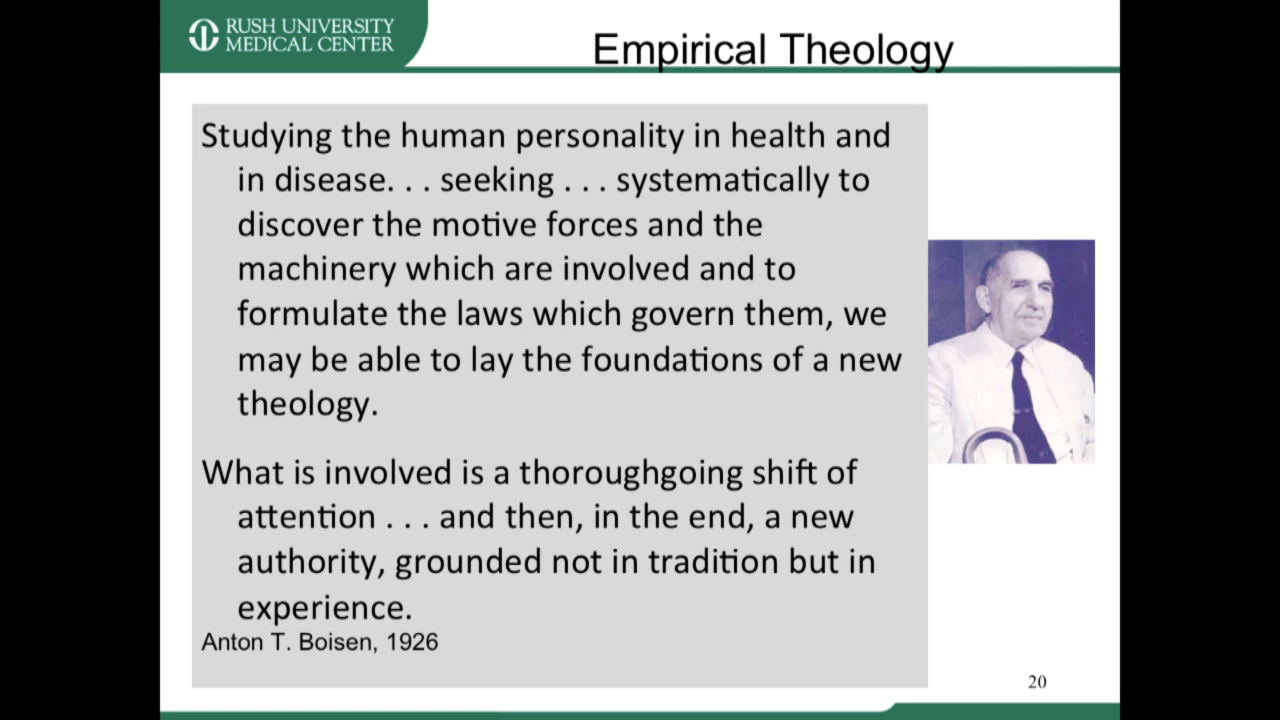 RUSH UNIVERSITY
MEDICAL CENTER
Empirical Theology
Studying the human personality in health and
in disease. . . seeking . . . systematically to
discover the motive forces and the
machinery which are involved and to
formulate the laws which govern them, we
may be able to lay the foundations of a new
theology.
What is involved is a thoroughgoing shift of
attention . . . and then, in the end, a new
authority, grounded not in tradition but in
experience.
Anton T. Boisen, 1926
20